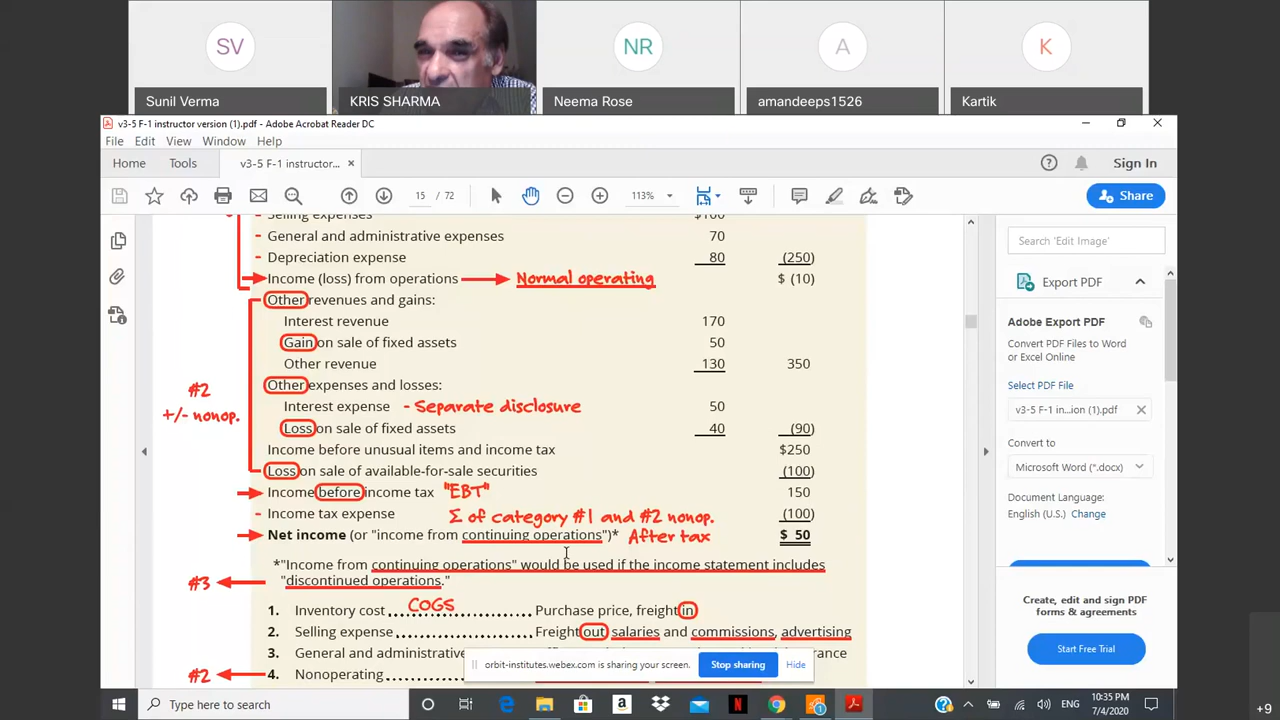 SV
NR
A
K
Sunil Verma
KRIS SHARMA
Neema Rose
amandeeps1526
Kartik
v3-5 F-1 instructor version (1).pdf - Adobe Acrobat Reader DC
File Edit View Window Help
Home Tools v3-5 F-1 instructor... × Sign In
15 / 72 113% Share
Selling expenses $100
- General and administrative expenses 70
- Depreciation expense 80 (250)
Income (loss) from operations Normal operating $ (10)
Other revenues and gains:
Interest revenue 170
Gain on sale of fixed assets 50
Other revenue 130 350
Other expenses and losses:
#2
+/- nonop.
Interest expense - Separate disclosure 50
Loss on sale of fixed assets 40 (90)
Income before unusual items and income tax $250
Loss on sale of available-for-sale securities (100)
Income before income tax "EBT" 150
- Income tax expense Σ of category #1 and #2 nonop. (100)
Net income (or "income from continuing operations")* After tax $ 50
*"Income from continuing operations" would be used if the income statement includes
#3 "discontinued operations."
1. Inventory cost COGS Purchase price, freight in
2. Selling expense Freight out salaries and commissions, advertising
3. General and administrative
#2 4. Nonoperating
orbit-institutes.webex.com is sharing your screen. Stop sharing Hide
Search 'Edit Image'
Export PDF
Adobe Export PDF
Convert PDF Files to Word
or Excel Online
Select PDF File
v3-5 F-1 in...ion (1).pdf
Convert to
Microsoft Word (*.docx)
Document Language:
English (U.S.) Change
Create, edit and sign PDF
forms & agreements
Start Free Trial
Type here to search
ENG
10:35 PM
7/4/2020
+9